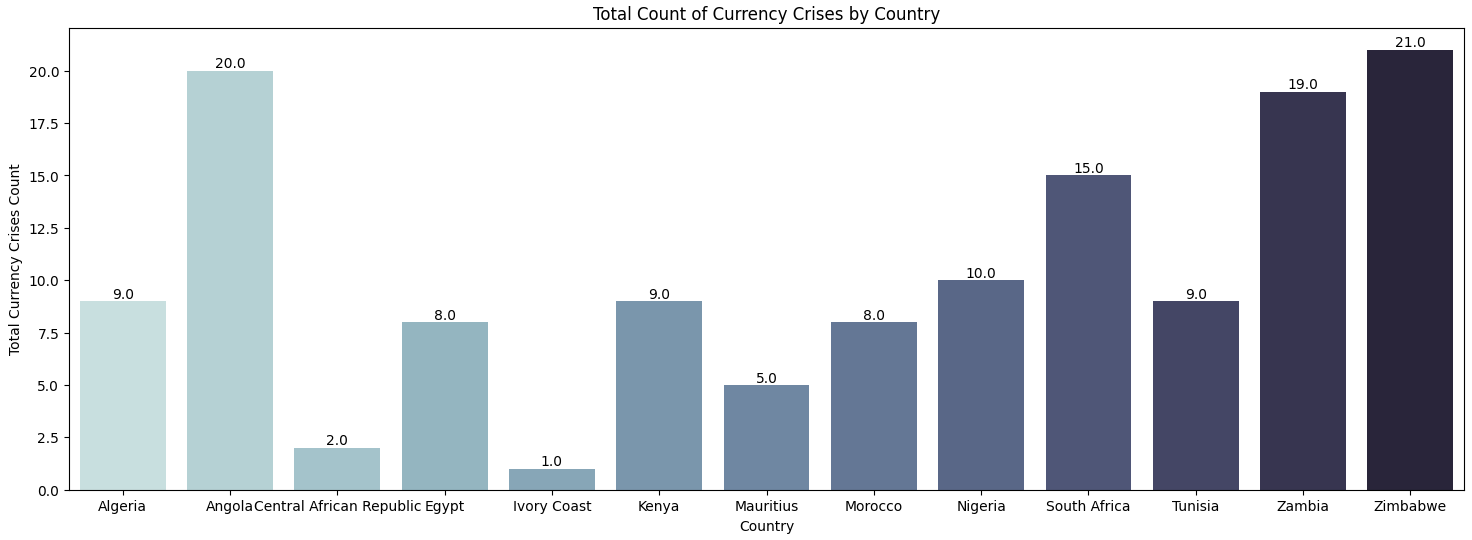 Total Count of Currency Crises by Country
Total Currency Crises Count
20.0
17.5
15.0
12.5
10.0
7.5
5.0
2.5
0.0
9.0
20.0
2.0
8.0
1.0
9.0
5.0
8.0
10.0
15.0
9.0
19.0
21.0
Algeria
Angola
Central African Republic
Egypt
Ivory Coast
Kenya
Mauritius
Morocco
Nigeria
South Africa
Tunisia
Zambia
Zimbabwe
Country